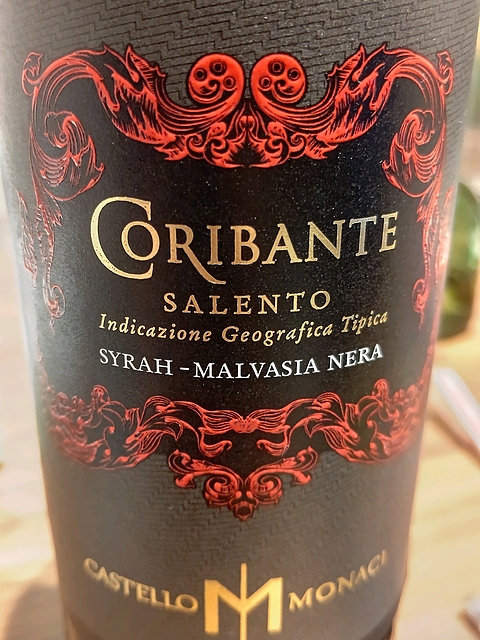 CORIBANTE
SALENTO
Indicazione Geografica Tipica
SYRAH - MALVASIA NERA
CASTELLO M MONACI